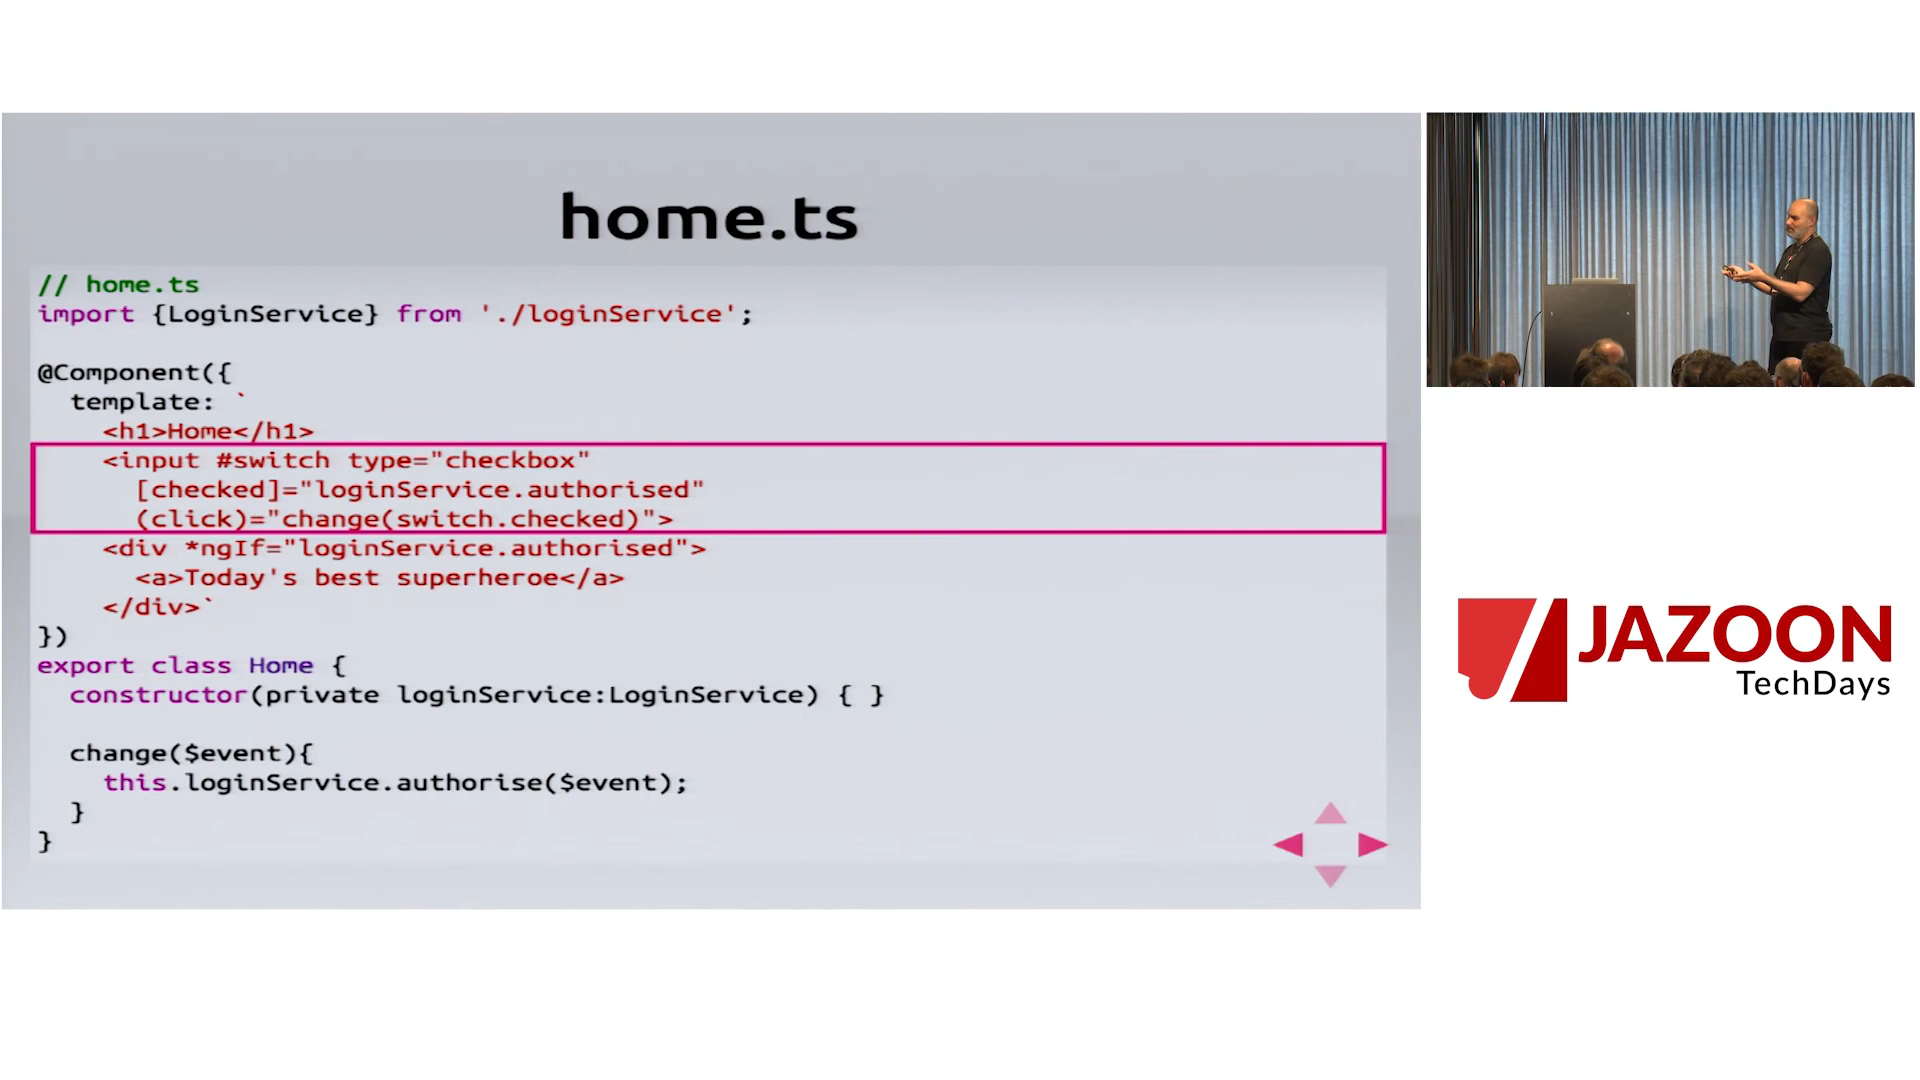 home.ts
// home.ts
import {LoginService} from './loginService';
@Component({
template: `
<h1>Home</h1>
<input #switch type="checkbox"
[checked]="loginService.authorised"
(click)="change(switch.checked)">
<div *ngIf="loginService.authorised">
<a>Today's best superheroe</a>
</div>`
})
export class Home {
constructor(private loginService:LoginService) { }
change($event){
this.loginService.authorise($event);
}
}
JAZOON
TechDays